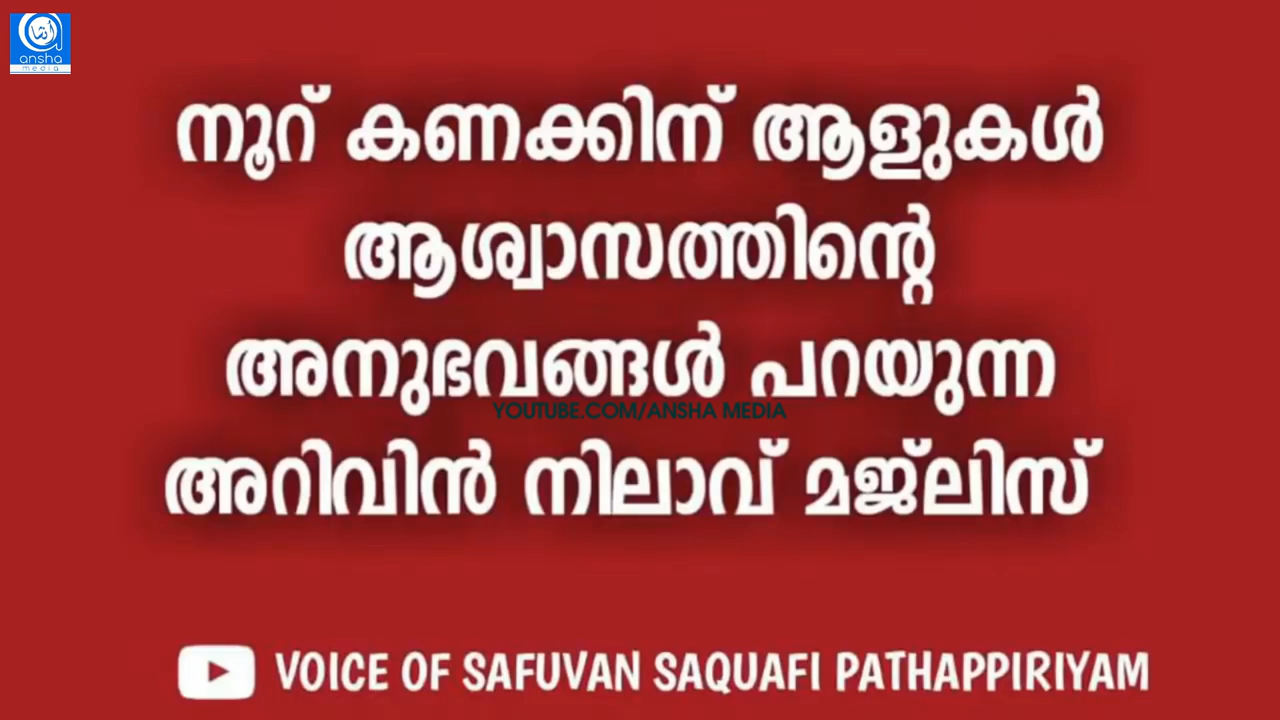 ansha
media
നൂറ് കണക്കിന് ആളുകൾ
ആശ്വാസത്തിന്റെ
അനുഭവങ്ങൾ പറയുന്ന
YOUTUBE.COM/ANSHA MEDIA
അറിവിൻ നിലാവ് മജ്ലിസ്
VOICE OF SAFUVAN SAQUAFI PATHAPPIRIYAM